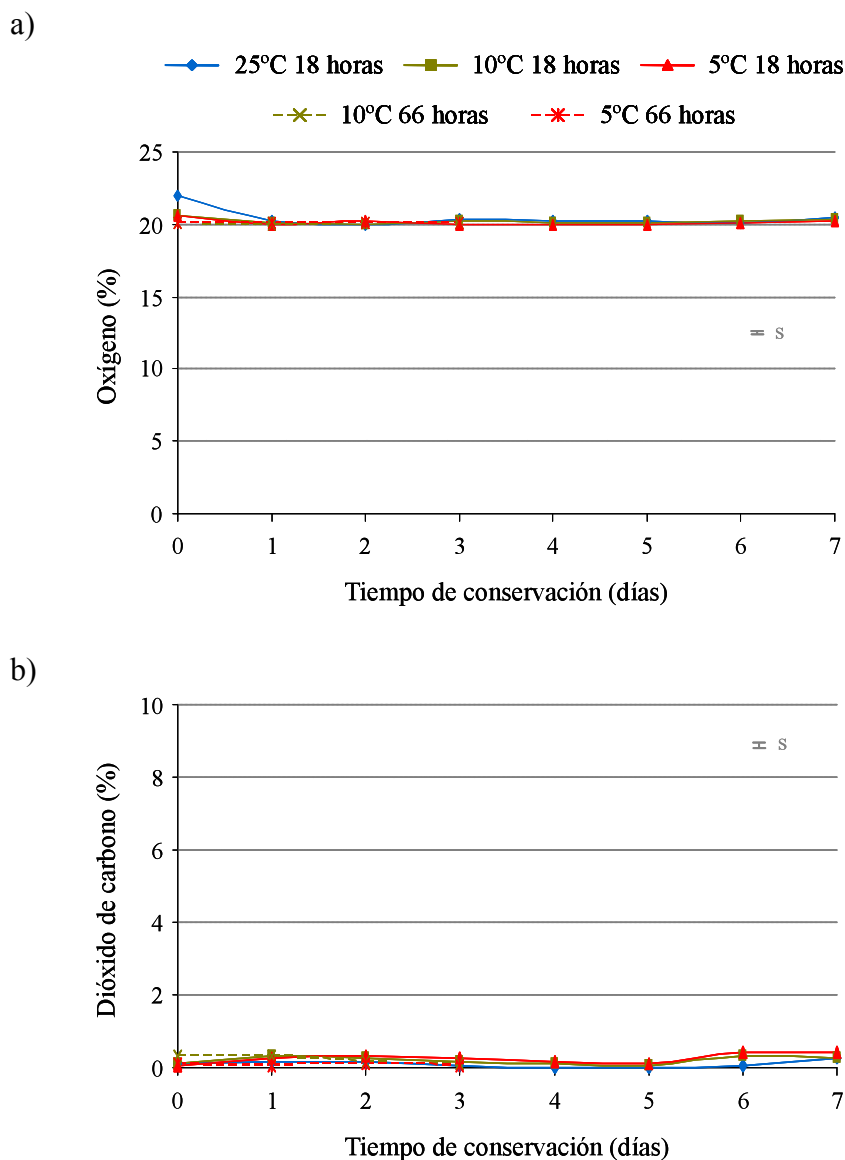 a)
25ºC 18 horas 10ºC 18 horas 5ºC 18 horas
10ºC 66 horas 5ºC 66 horas
25
20
15
10
5
0
Oxígeno (%)
s
0 1 2 3 4 5 6 7
Tiempo de conservación (días)
b)
10
8
6
4
2
0
Dióxido de carbono (%)
s
0 1 2 3 4 5 6 7
Tiempo de conservación (días)